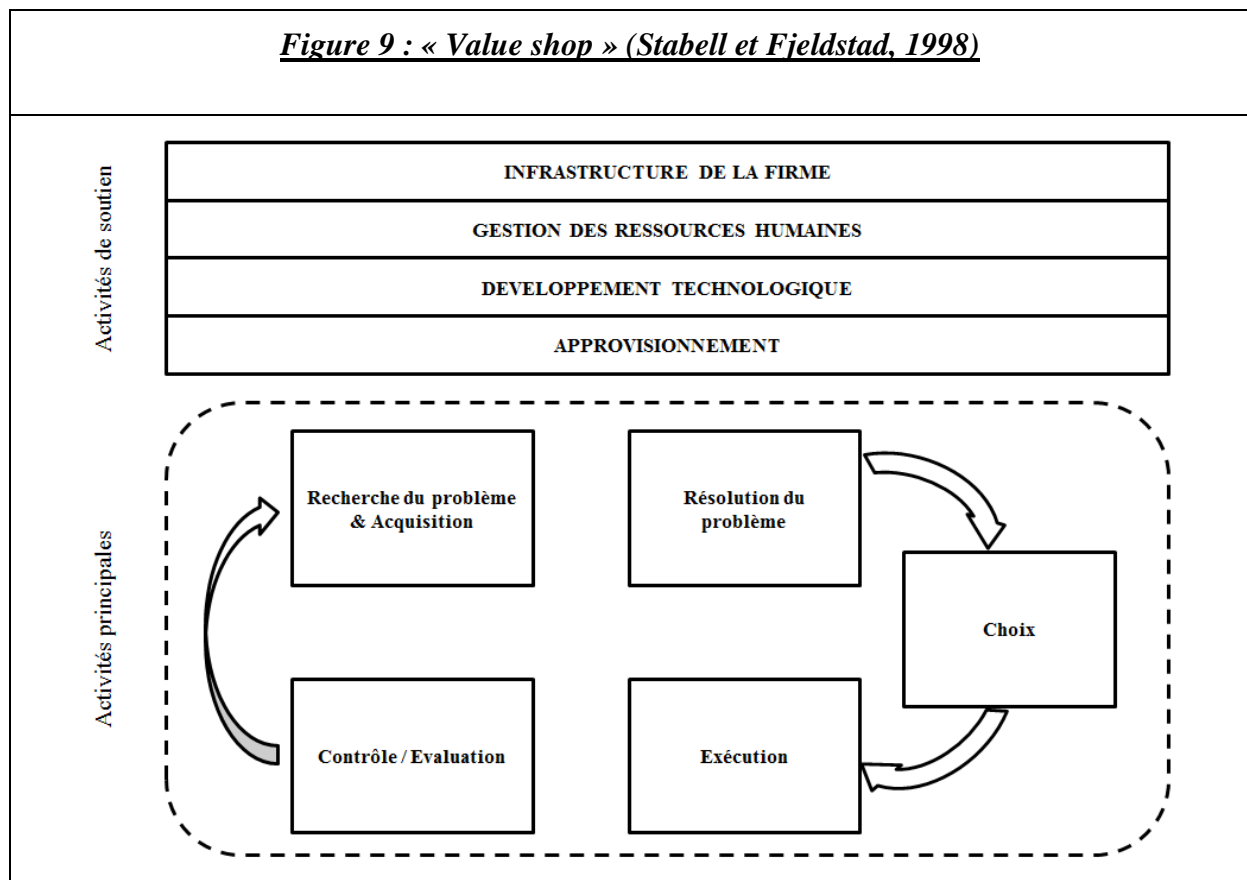 Figure 9 : « Value shop » (Stabell et Fjeldstad, 1998)
Activités de soutien
INFRASTRUCTURE DE LA FIRME
GESTION DES RESSOURCES HUMAINES
DEVELOPPEMENT TECHNOLOGIQUE
APPROVISIONNEMENT
Activités principales
Recherche du problème
& Acquisition
Résolution du
problème
Choix
Contrôle / Evaluation
Exécution